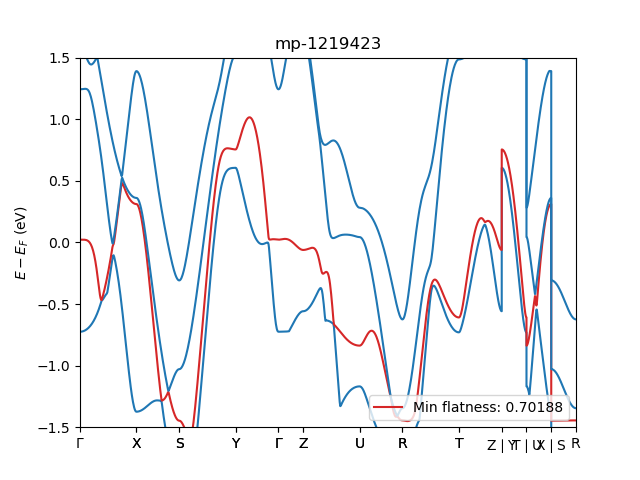 mp-1219423
E − E_F (eV)
1.5
1.0
0.5
0.0
−0.5
−1.0
−1.5
Min flatness: 0.70188
Γ X S Y Γ Z U R T Z | Y T | U X | S R